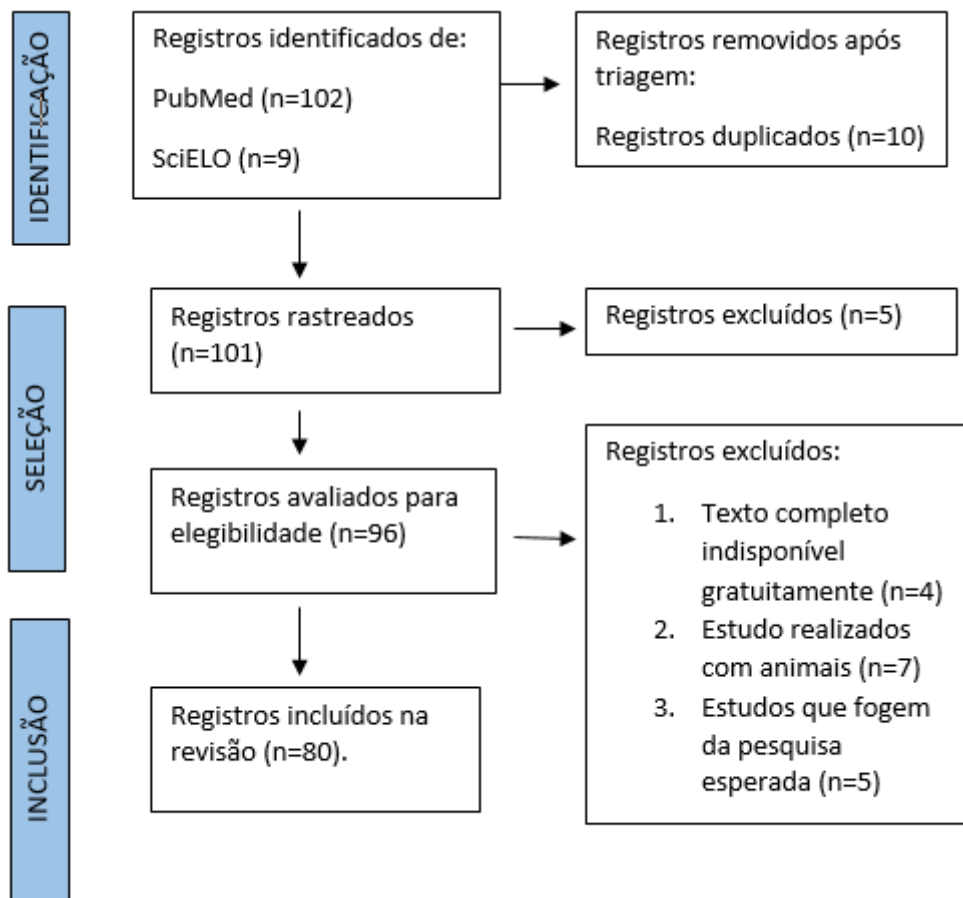 IDENTIFICAÇÃO
Registros identificados de:
PubMed (n=102)
SciELO (n=9)
Registros removidos após
triagem:
Registros duplicados (n=10)
SELEÇÃO
Registros rastreados
(n=101)
Registros excluídos (n=5)
Registros avaliados para
elegibilidade (n=96)
Registros excluídos:
1. Texto completo
indisponível
gratuitamente (n=4)
2. Estudo realizados
com animais (n=7)
3. Estudos que fogem
da pesquisa
esperada (n=5)
INCLUSÃO
Registros incluídos na
revisão (n=80).